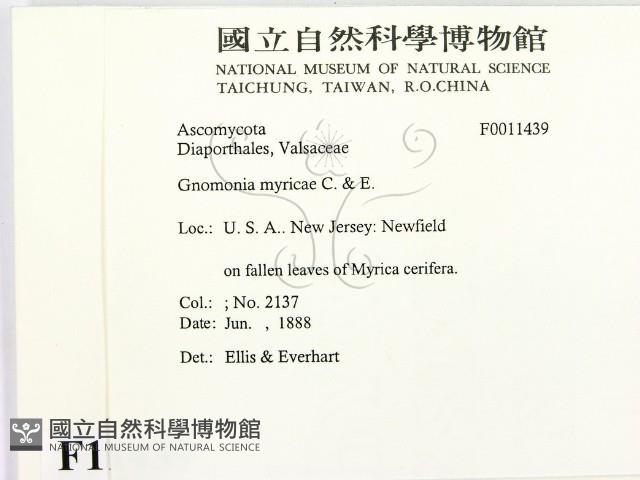 國立自然科學博物館
NATIONAL MUSEUM OF NATURAL SCIENCE
TAICHUNG, TAIWAN, R.O.CHINA
Ascomycota F0011439
Diaporthales, Valsaceae
Gnomonia myricae C. & E.
Loc.: U. S. A.. New Jersey: Newfield
on fallen leaves of Myrica cerifera.
Col.: ; No. 2137
Date: Jun. , 1888
Det.: Ellis & Everhart
國立自然科學博物館
NATIONAL MUSEUM OF NATURAL SCIENCE
F1